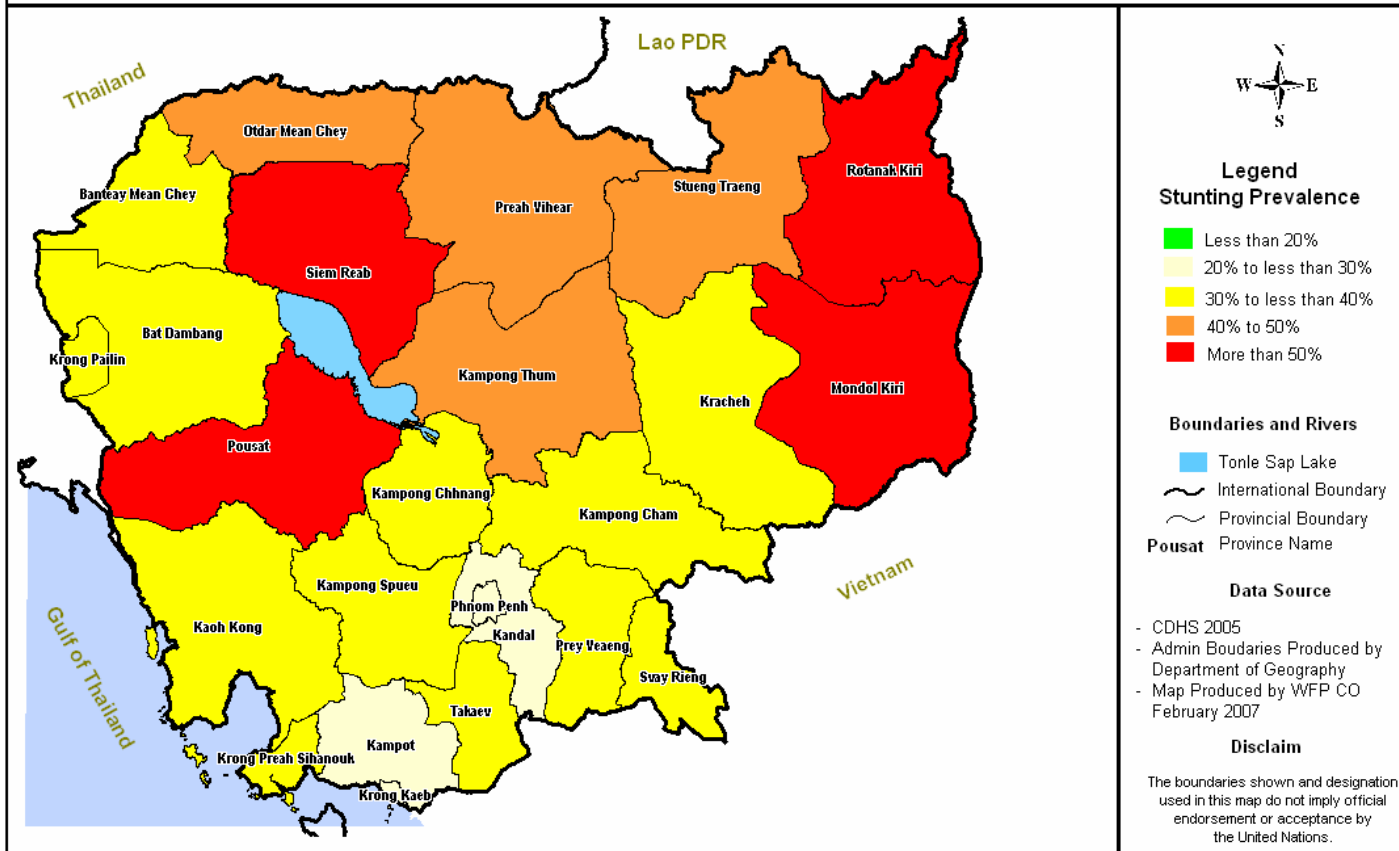 Lao PDR
Thailand
Otdar Mean Chey
Banteay Mean Chey
Preah Vihear
Stueng Traeng
Rotanak Kiri
Siem Reab
Bat Dambang
Krong Pailin
Kampong Thum
Kracheh
Mondol Kiri
Pousat
Kampong Chhnang
Kampong Cham
Vietnam
Kampong Spueu
Phnom Penh
Kandal
Prey Veaeng
Svay Rieng
Kaoh Kong
Gulf of Thailand
Takaev
Kampot
Krong Preah Sihanouk
Krong Kaeb
N
W E
S
Legend
Stunting Prevalence
Less than 20%
20% to less than 30%
30% to less than 40%
40% to 50%
More than 50%
Boundaries and Rivers
Tonle Sap Lake
International Boundary
Provincial Boundary
Pousat Province Name
Data Source
- CDHS 2005
- Admin Boudaries Produced by
Department of Geography
- Map Produced by WFP CO
February 2007
Disclaim
The boundaries shown and designation
used in this map do not imply official
endorsement or acceptance by
the United Nations.